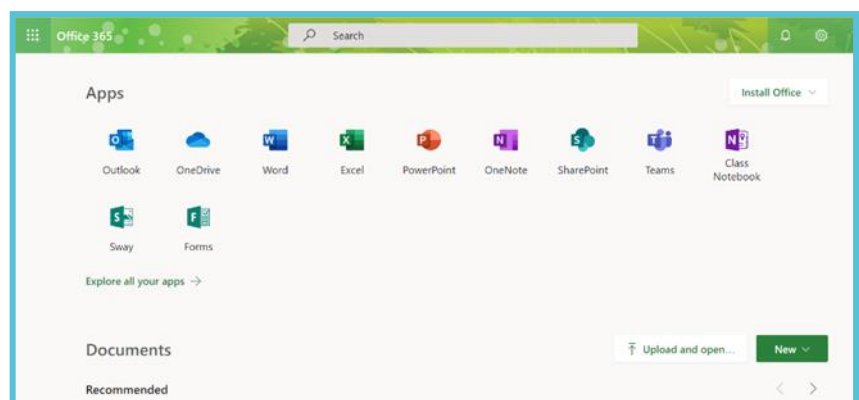 Office 365
Search
Apps
Install Office
Outlook
OneDrive
Word
Excel
PowerPoint
OneNote
SharePoint
Teams
Class
Notebook
Sway
Forms
Explore all your apps →
Documents
Upload and open...
New
Recommended